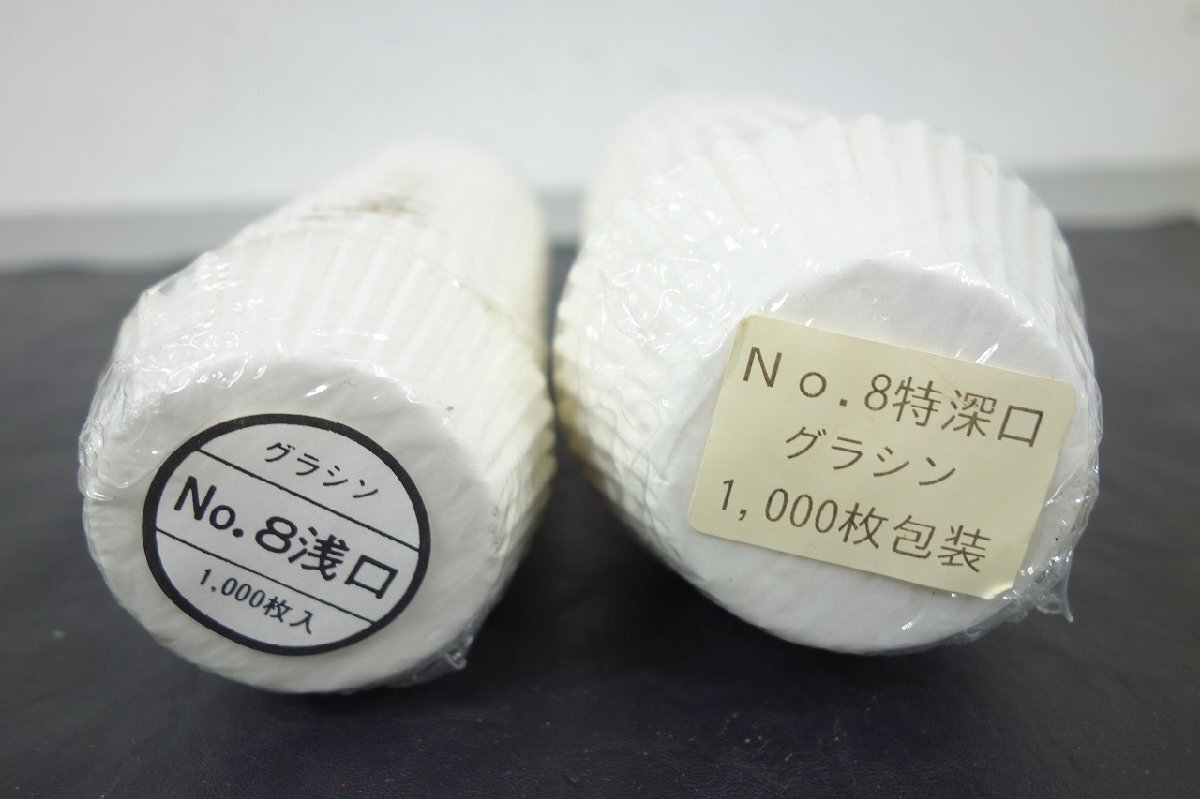 グラシン
No.8浅口
1,000枚入
No.8特深口
グラシン
1,000枚包装